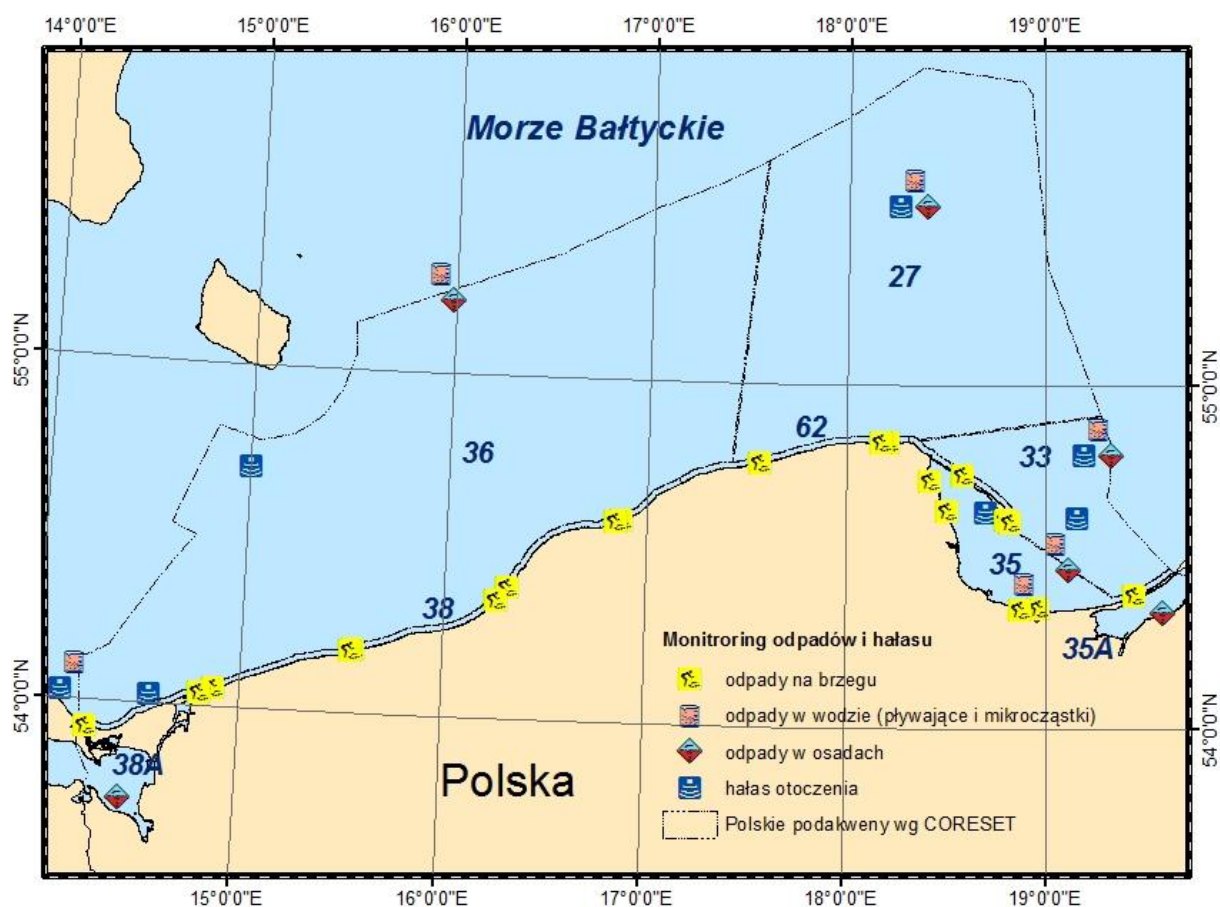 14°0'0"E 15°0'0"E 16°0'0"E 17°0'0"E 18°0'0"E 19°0'0"E
Morze Bałtyckie
27
55°0'0"N
55°0'0"N
62
36
33
35
38
Monitroring odpadów i hałasu
35A
odpady na brzegu
54°0'0"N
odpady w wodzie (pływające i mikrocząstki)
54°0'0"N
38A
odpady w osadach
Polska
hałas otoczenia
Polskie podakweny wg CORESET
15°0'0"E 16°0'0"E 17°0'0"E 18°0'0"E 19°0'0"E